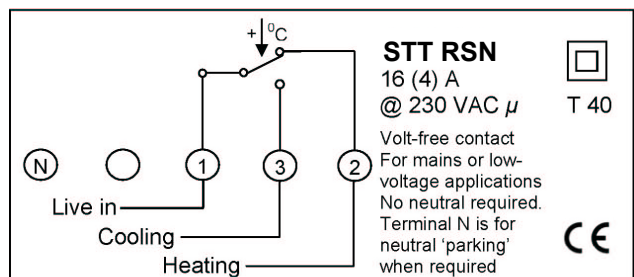 + ⁰C
STT RSN
16 (4) A
@ 230 VAC µ
T 40
Volt-free contact
For mains or low-
voltage applications
No neutral required.
Terminal N is for
neutral ‘parking’
when required
N
1
3
2
Live in
Cooling
Heating
CE